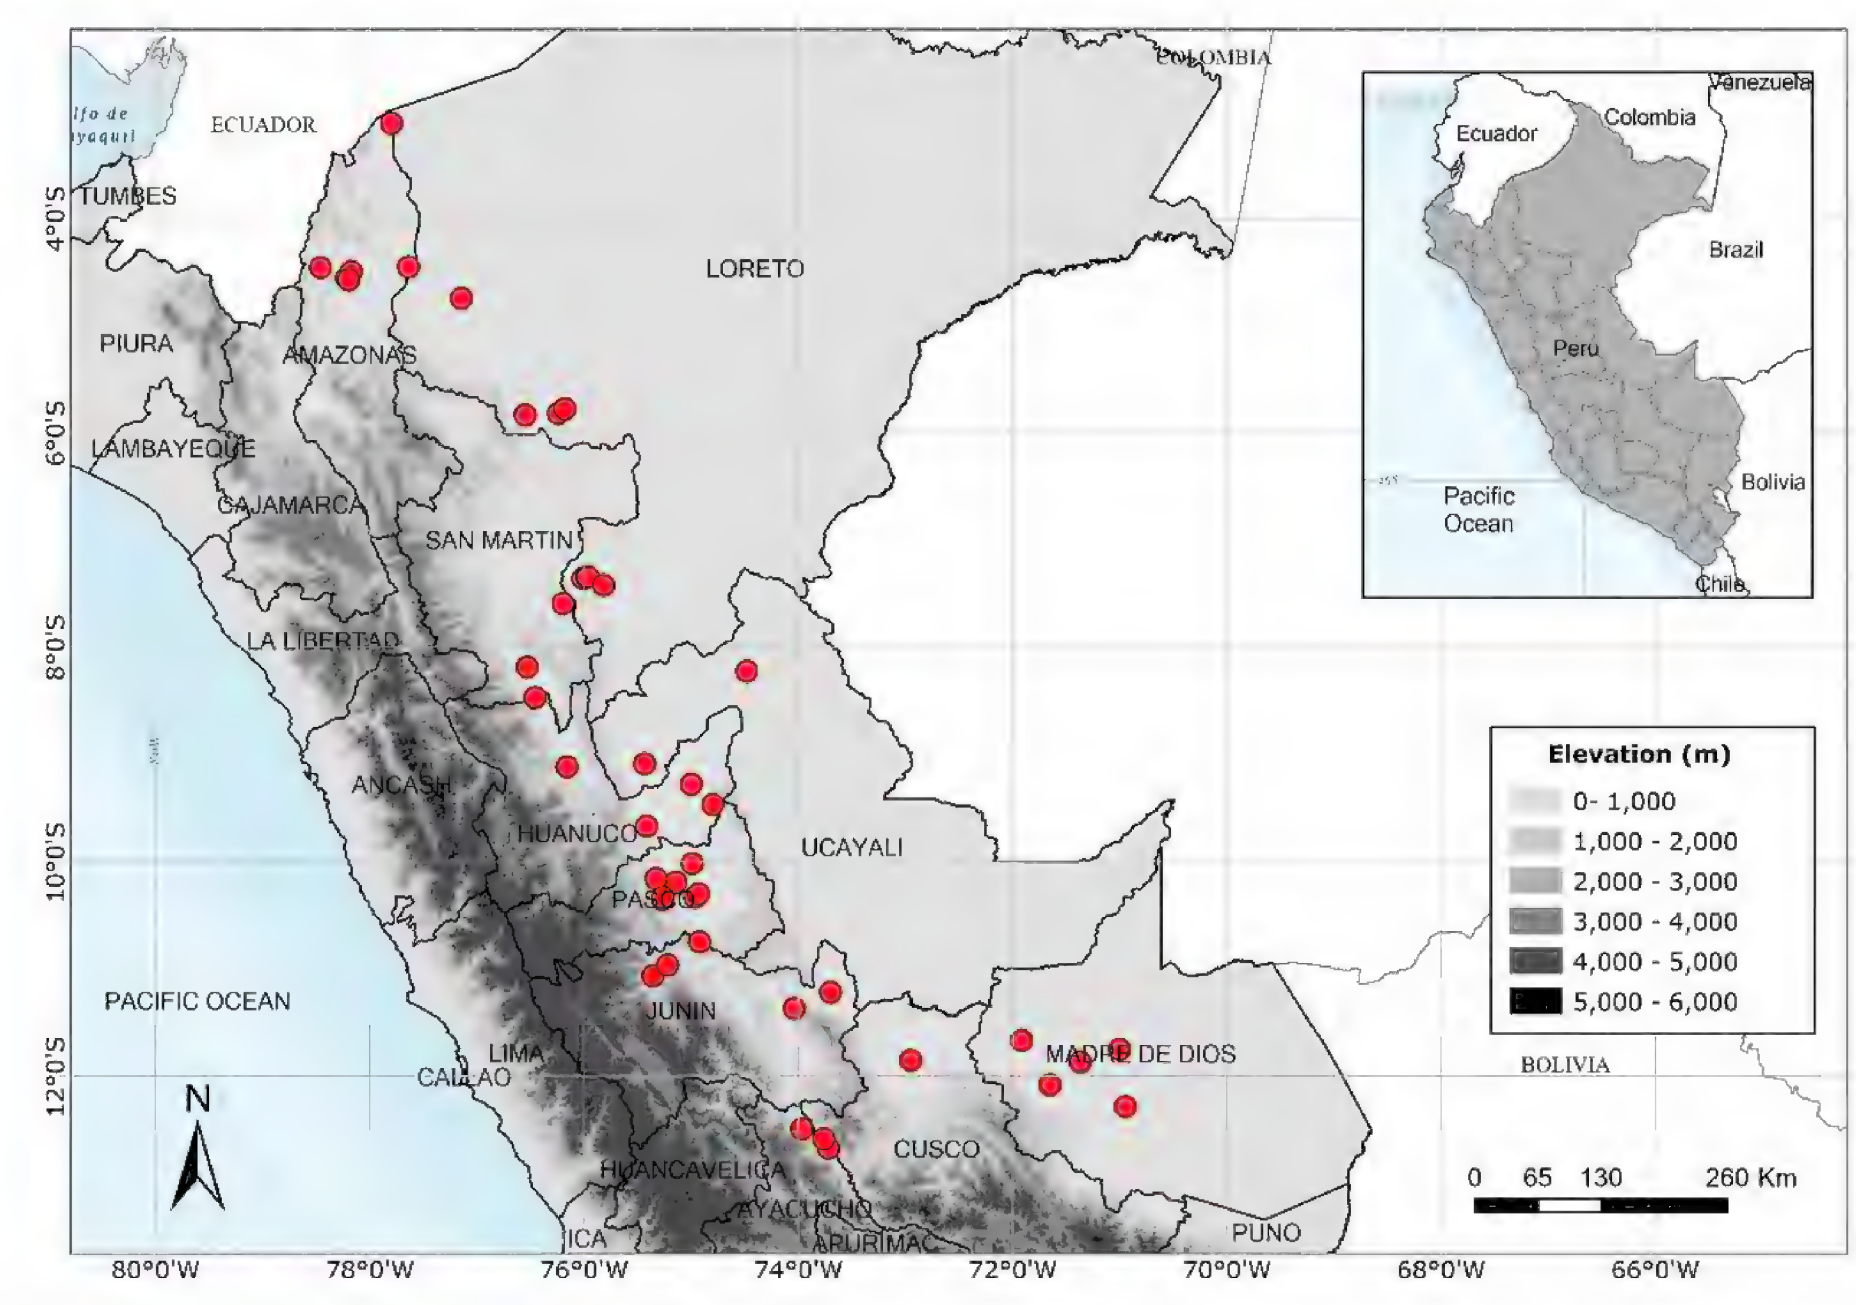 COLOMBIA
Venezuela
lfo de
yaquil
ECUADOR
Colombia
Ecuador
TUMBES
4°0'S
LORETO
Brazil
PIURA
AMAZONAS
Peru
6°0'S
LAMBAYEQUE
CAJAMARCA
Bolivia
Pacific
Ocean
SAN MARTIN
Chile
LA LIBERTAD
8°0'S
Elevation (m)
0- 1,000
1,000 - 2,000
2,000 - 3,000
3,000 - 4,000
4,000 - 5,000
5,000 - 6,000
ANCASH
HUANUCO
UCAYALI
10°0'S
PASCO
PACIFIC OCEAN
JUNIN
LIMA
MADRE DE DIOS
BOLIVIA
CALLAO
12°0'S
N
CUSCO
HUANCAVELICA
AYACUCHO
0 65 130 260 Km
ICA
APURIMAC
PUNO
80°0'W 78°0'W 76°0'W 74°0'W 72°0'W 70°0'W 68°0'W 66°0'W